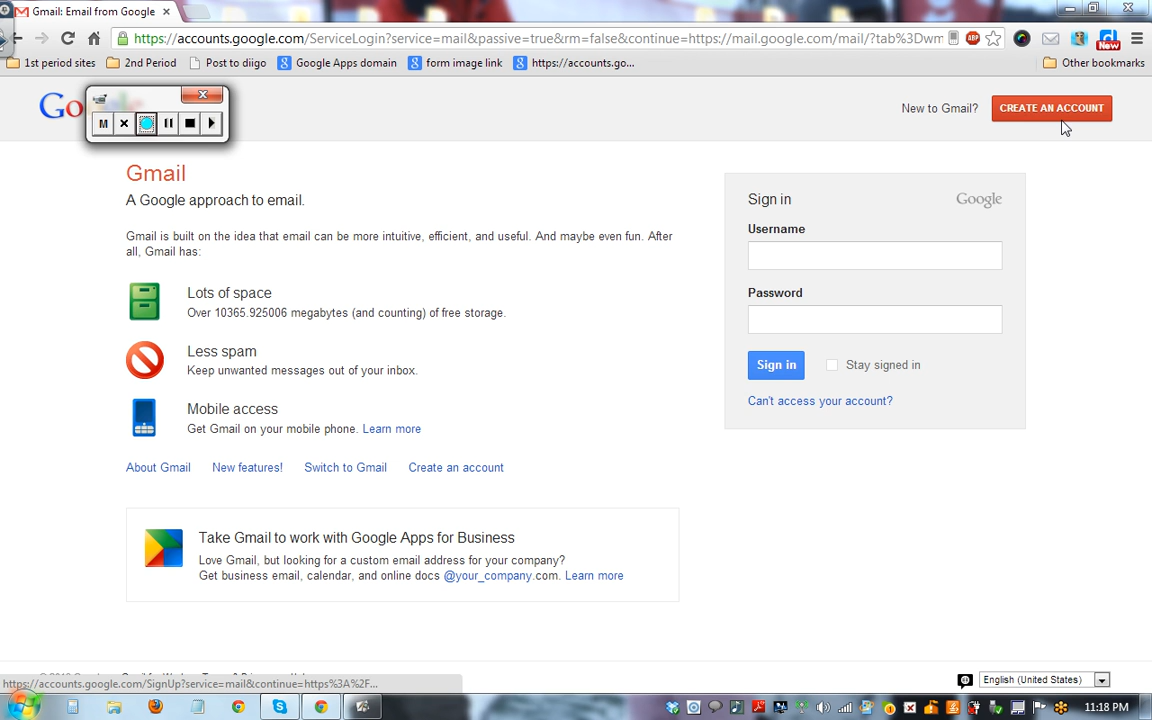 Gmail: Email from Google
https://accounts.google.com/ServiceLogin?service=mail&passive=true&rm=false&continue=https://mail.google.com/mail/?tab%3Dwm
ABP
New
1st period sites
2nd Period
Post to diigo
Google Apps domain
form image link
https://accounts.go...
Other bookmarks
Go
M
New to Gmail?
CREATE AN ACCOUNT
Gmail
A Google approach to email.
Gmail is built on the idea that email can be more intuitive, efficient, and useful. And maybe even fun. After
all, Gmail has:
Lots of space
Over 10365.925006 megabytes (and counting) of free storage.
Less spam
Keep unwanted messages out of your inbox.
Mobile access
Get Gmail on your mobile phone. Learn more
About Gmail
New features!
Switch to Gmail
Create an account
Take Gmail to work with Google Apps for Business
Love Gmail, but looking for a custom email address for your company?
Get business email, calendar, and online docs @your_company.com. Learn more
Sign in
Google
Username
Password
Sign in
Stay signed in
Can't access your account?
https://accounts.google.com/SignUp?service=mail&continue=https%3A%2F...
English (United States)
11:18 PM